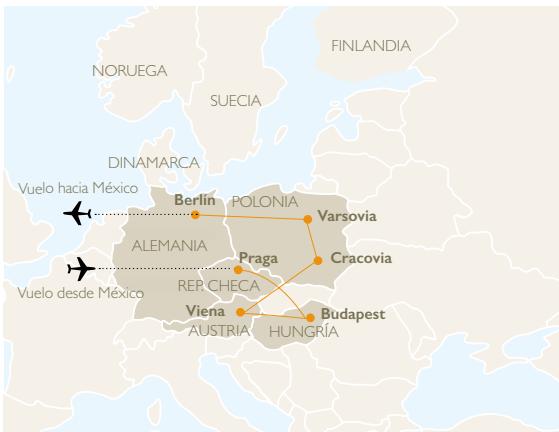 FINLANDIA
NORUEGA
SUECIA
DINAMARCA
Vuelo hacia México
Berlín
POLONIA
Varsovia
ALEMANIA
Praga
Cracovia
REP. CHECA
Vuelo desde México
Viena
Budapest
AUSTRIA
HUNGRÍA